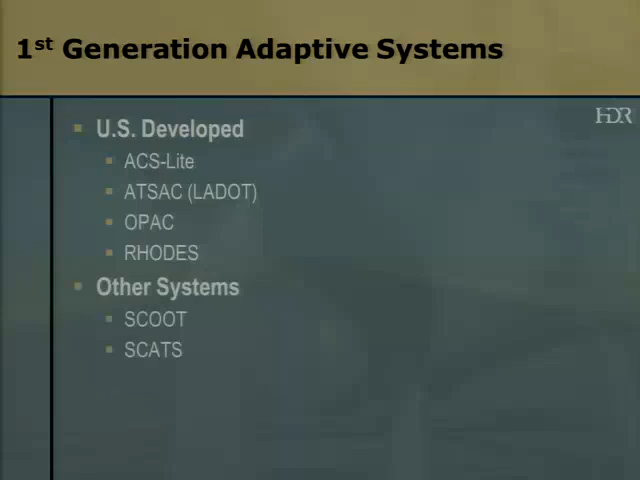 1st Generation Adaptive Systems
HDR
U.S. Developed
ACS-Lite
ATSAC (LADOT)
OPAC
RHODES
Other Systems
SCOOT
SCATS